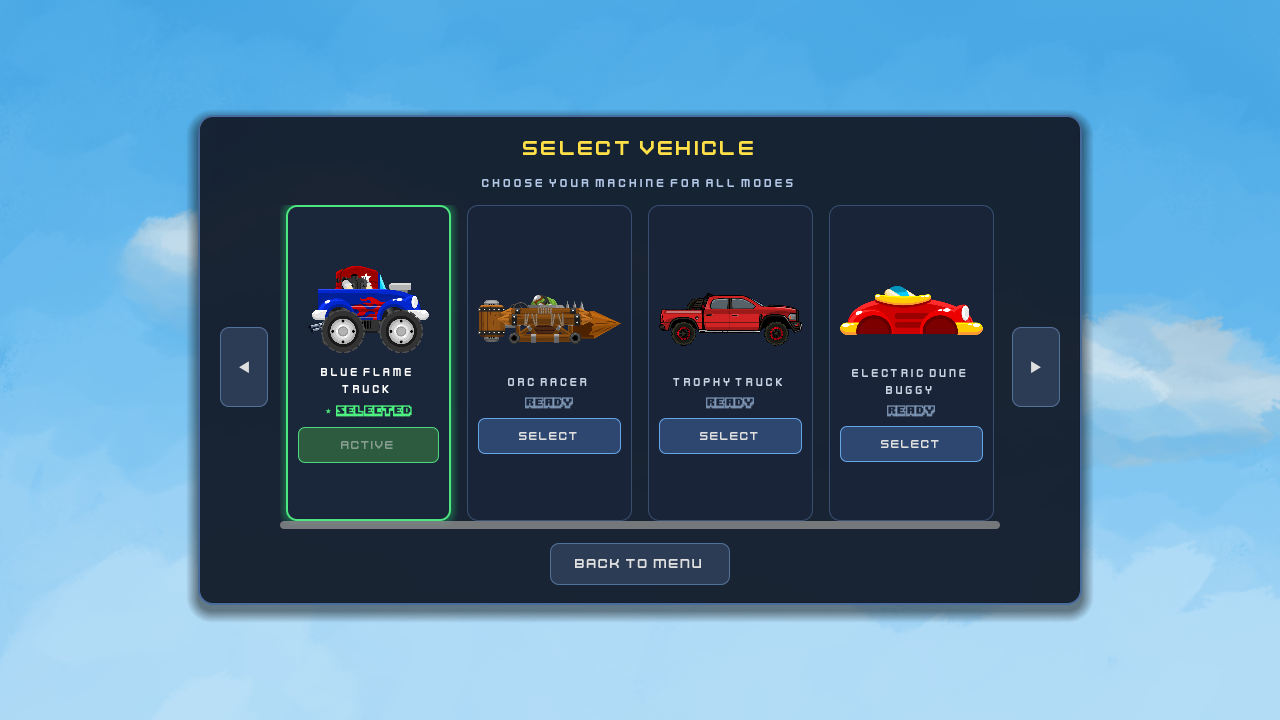 SELECT VEHICLE
CHOOSE YOUR MACHINE FOR ALL MODES
BLUE FLAME
TRUCK
★ SELECTED
ACTIVE
ORC RACER
READY
SELECT
TROPHY TRUCK
READY
SELECT
ELECTRIC DUNE
BUGGY
READY
SELECT
BACK TO MENU